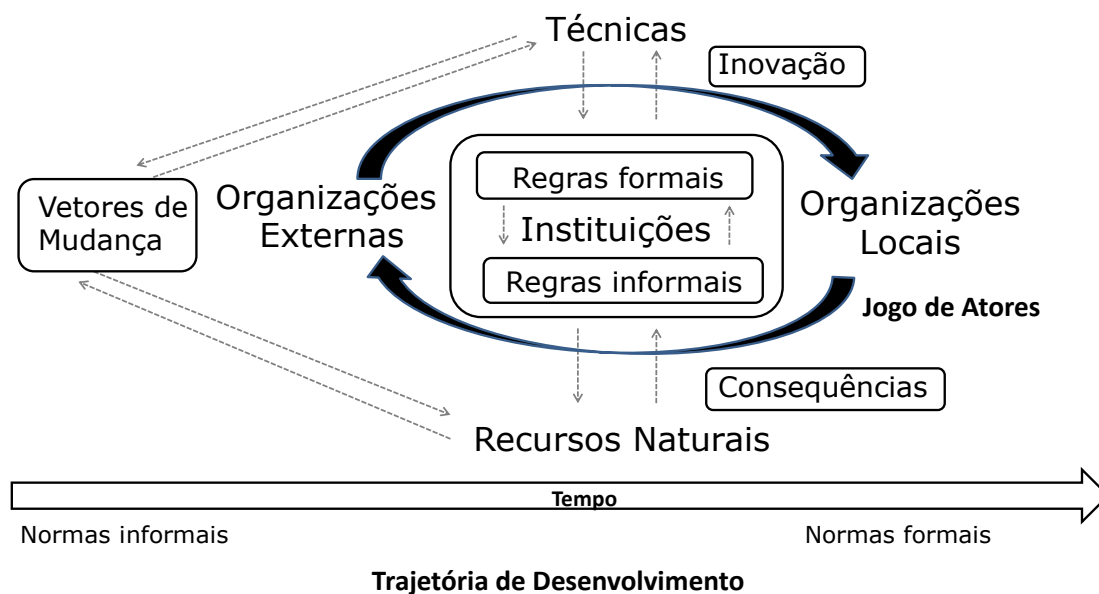 Técnicas
Inovação
Vetores de
Mudança
Organizações
Externas
Regras formais
Instituições
Regras informais
Organizações
Locais
Jogo de Atores
Consequências
Recursos Naturais
Tempo
Normas informais
Normas formais
Trajetória de Desenvolvimento